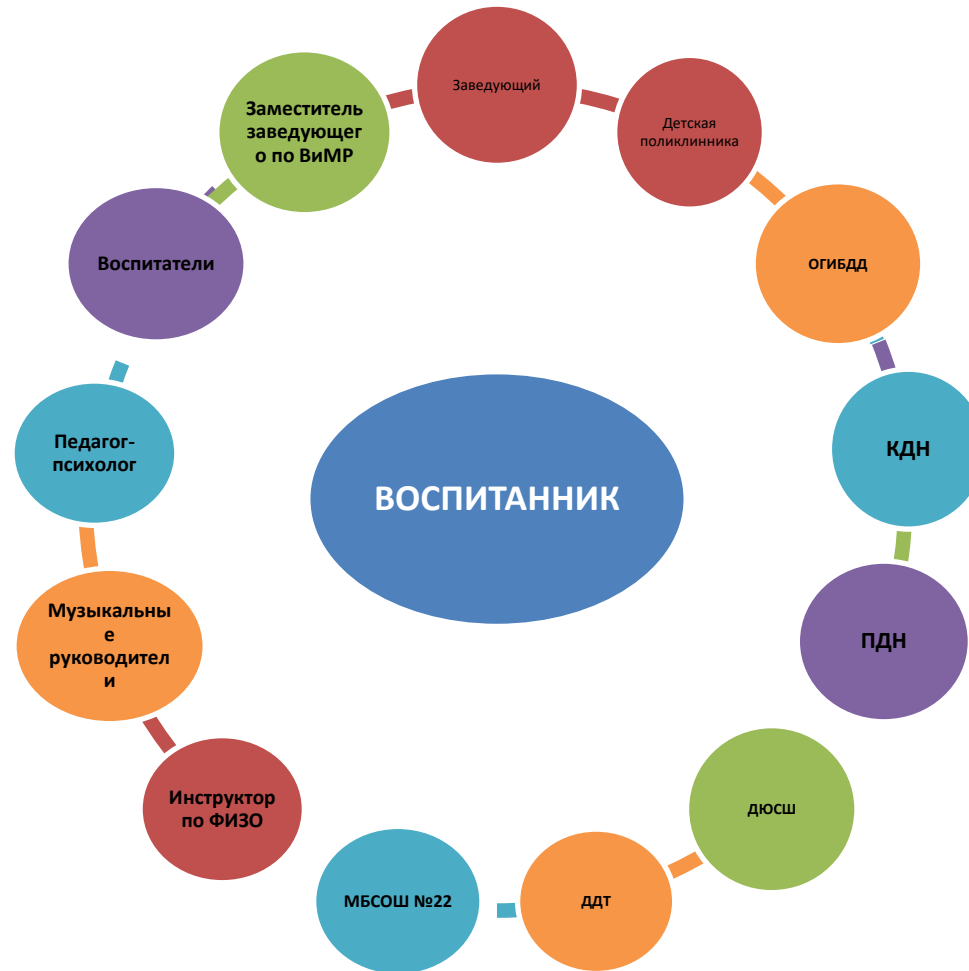 Заведующий
Детская
поликлинника
ОГИБДД
КДН
ПДН
ДЮСШ
ДДТ
МБСОШ №22
Инструктор
по ФИЗО
Музыкальны
е
руководител
и
Педагог-
психолог
Воспитатели
Заместитель
заведующег
о по ВиМР
ВОСПИТАННИК